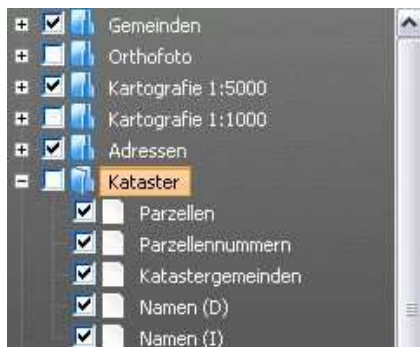 Gemeinden
Orthofoto
Kartografie 1:5000
Kartografie 1:1000
Adressen
Kataster
Parzellen
Parzellennummern
Katastergemeinden
Namen (D)
Namen (I)